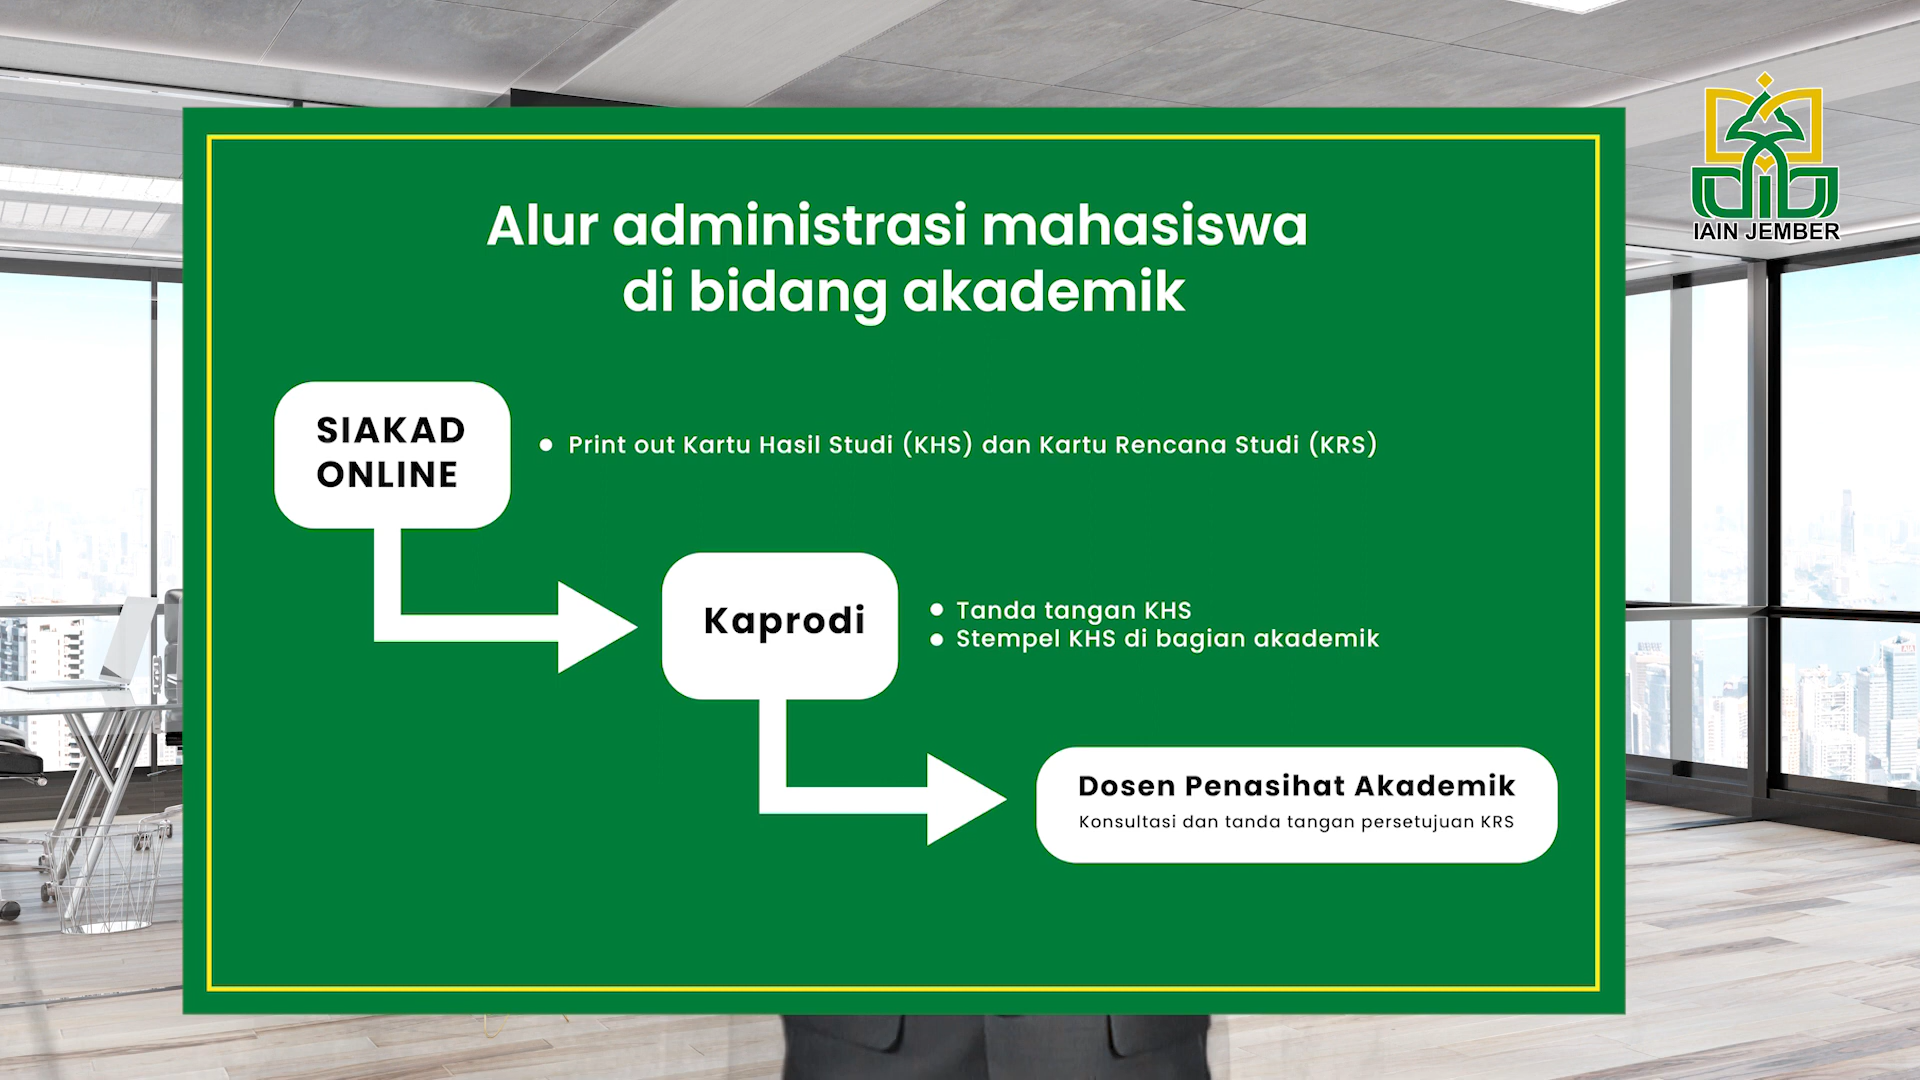 Alur administrasi mahasiswa
di bidang akademik
IAIN JEMBER
SIAKAD
ONLINE
Print out Kartu Hasil Studi (KHS) dan Kartu Rencana Studi (KRS)
Kaprodi
Tanda tangan KHS
Stempel KHS di bagian akademik
Dosen Penasihat Akademik
Konsultasi dan tanda tangan persetujuan KRS